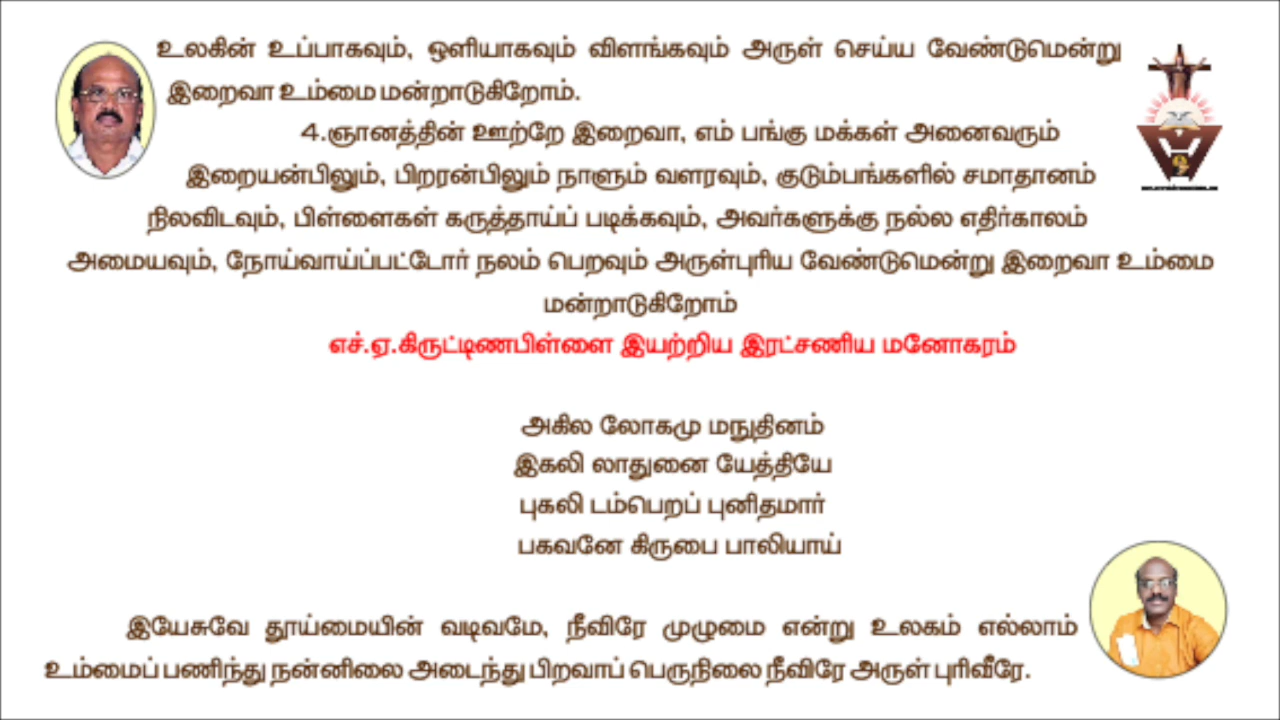 உலகின் உப்பாகவும், ஒளியாகவும் விளங்கவும் அருள் செய்ய வேண்டுமென்று
இறைவா உம்மை மன்றாடுகிறோம்.
4.ஞானத்தின் ஊற்றே இறைவா, எம் பங்கு மக்கள் அனைவரும்
இறையன்பிலும், பிறரன்பிலும் நாளும் வளரவும், குடும்பங்களில் சமாதானம்
நிலவிடவும், பிள்ளைகள் கருத்தாய்ப் படிக்கவும், அவர்களுக்கு நல்ல எதிர்காலம்
அமையவும், நோய்வாய்ப்பட்டோர் நலம் பெறவும் அருள்புரிய வேண்டுமென்று இறைவா உம்மை
மன்றாடுகிறோம்
எச்.ஏ.கிருட்டிணபிள்ளை இயற்றிய இரட்சணிய மனோகரம்
அகில லோகமு மநுதினம்
இகலி லாதுனை யேத்தியே
புகலி டம்பெறப் புனிதமார்
பகவனே கிருபை பாலியாய்
இயேசுவே தூய்மையின் வடிவமே, நீவிரே முழுமை என்று உலகம் எல்லாம்
உம்மைப் பணிந்து நன்னிலை அடைந்து பிறவாப் பெருநிலை நீவிரே அருள் புரிவீரே.